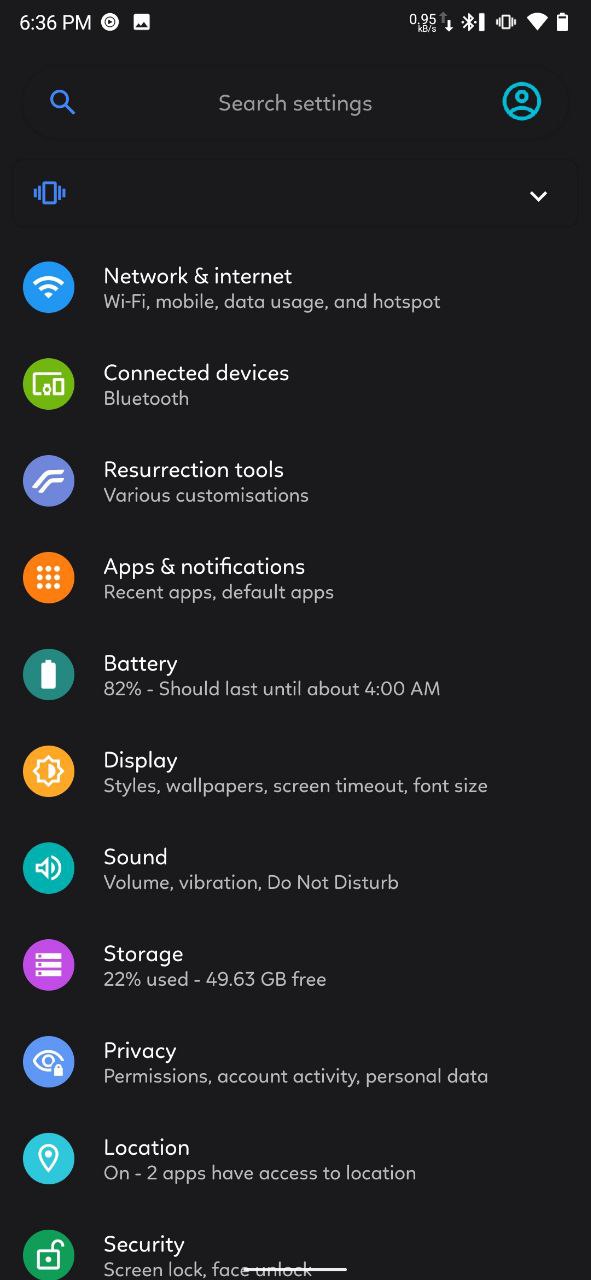 6:36 PM
0.95
kB/s
Search settings
Network & internet
Wi-Fi, mobile, data usage, and hotspot
Connected devices
Bluetooth
Resurrection tools
Various customisations
Apps & notifications
Recent apps, default apps
Battery
82% - Should last until about 4:00 AM
Display
Styles, wallpapers, screen timeout, font size
Sound
Volume, vibration, Do Not Disturb
Storage
22% used - 49.63 GB free
Privacy
Permissions, account activity, personal data
Location
On - 2 apps have access to location
Security
Screen lock, face unlock